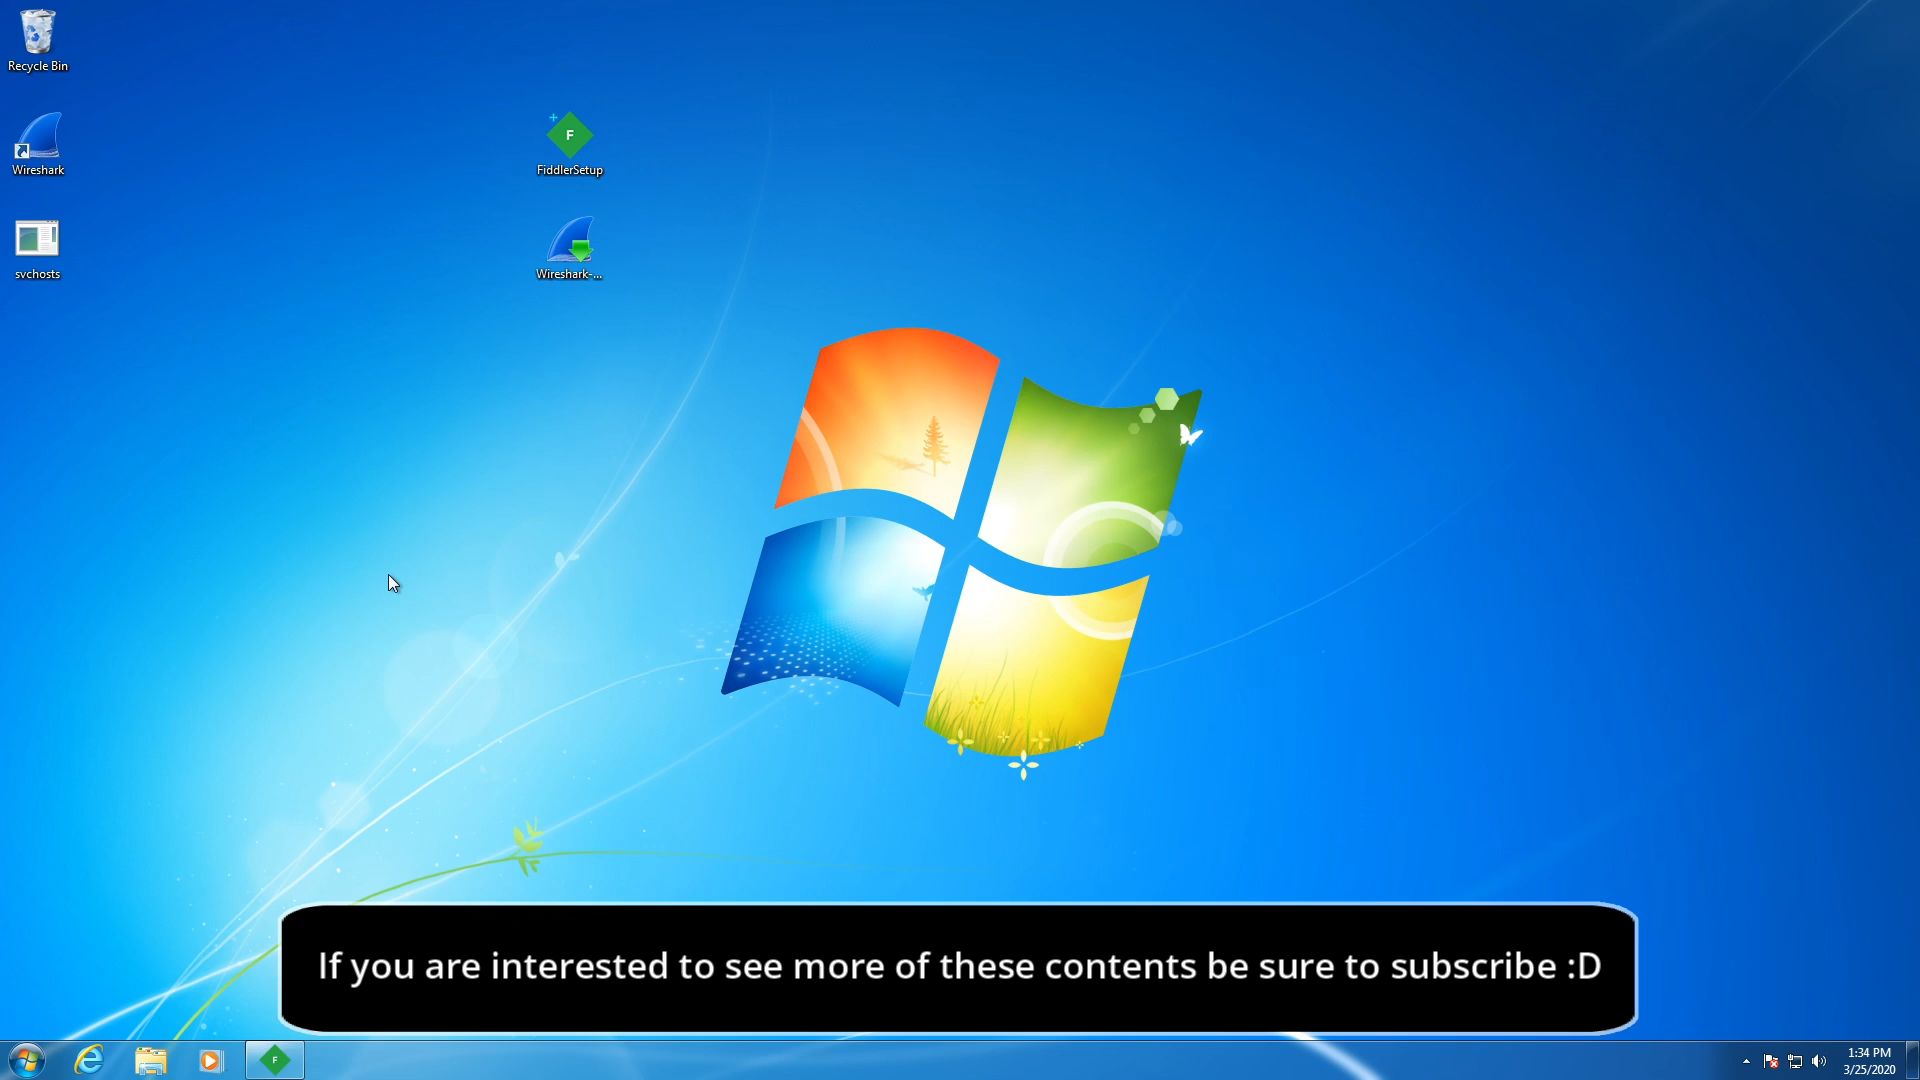 Recycle Bin
Wireshark
svchosts
F
FiddlerSetup
Wireshark-...
If you are interested to see more of these contents be sure to subscribe :D
F
1:34 PM
3/25/2020